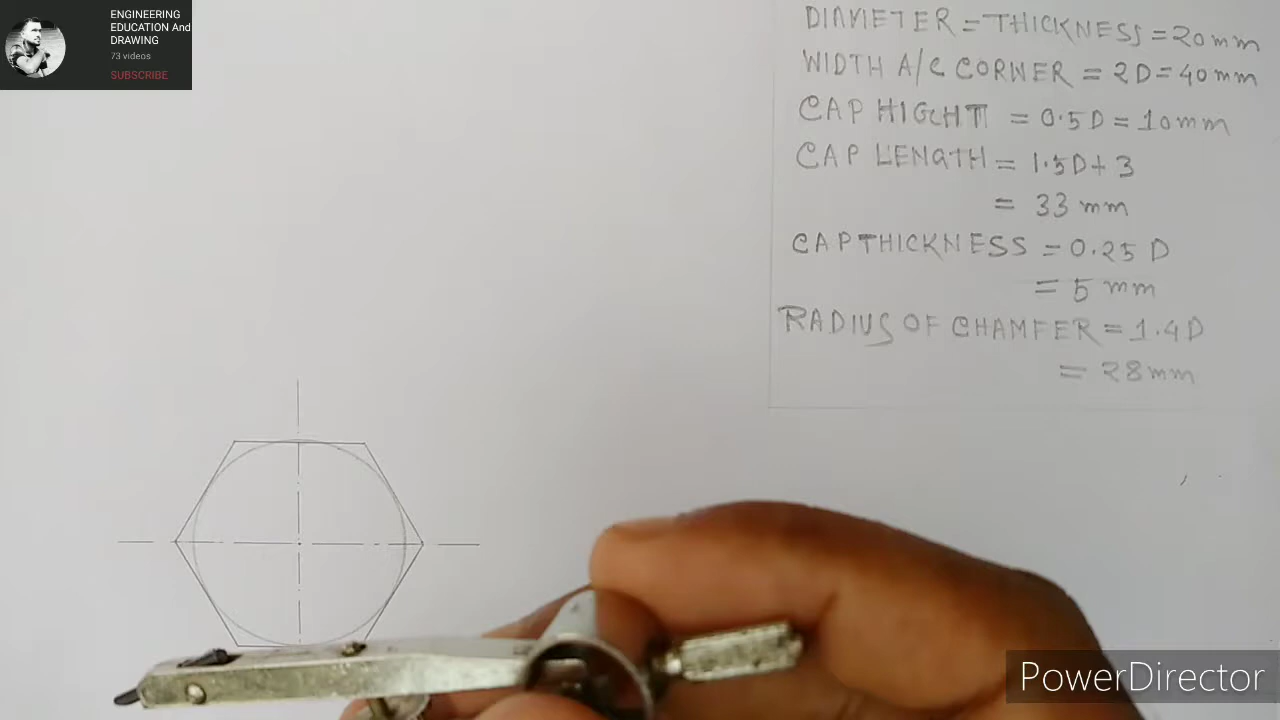 ENGINEERING
EDUCATION And
DRAWING
73 videos
SUBSCRIBE
DIAMETER = THICKNESS = 20 mm
WIDTH A/C CORNER = 2D = 40 mm
CAP HIGHT = 0.5D = 10 mm
CAP LENGTH = 1.5D + 3
= 33 mm
CAP THICKNESS = 0.25 D
= 5 mm
RADIUS OF CHAMFER = 1.4D
= 28 mm
PowerDirector